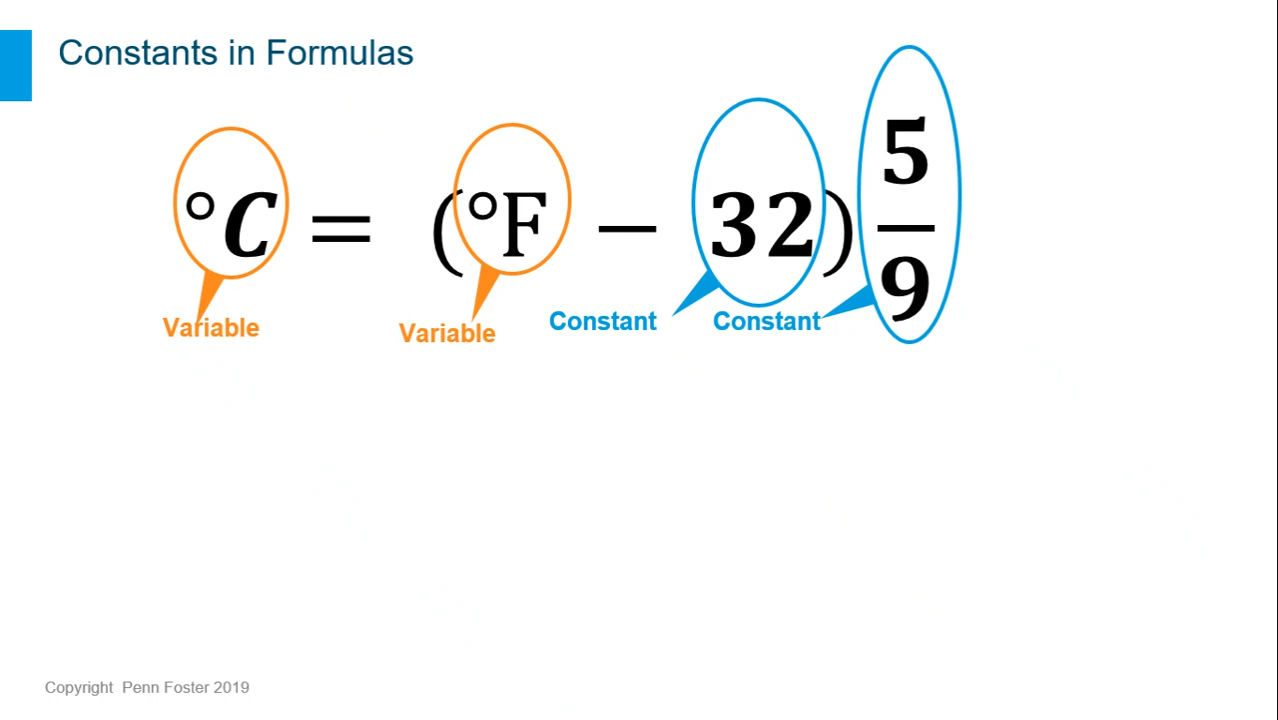 Constants in Formulas
°C = (°F − 32) 5/9
Variable
Variable
Constant
Constant
Copyright Penn Foster 2019